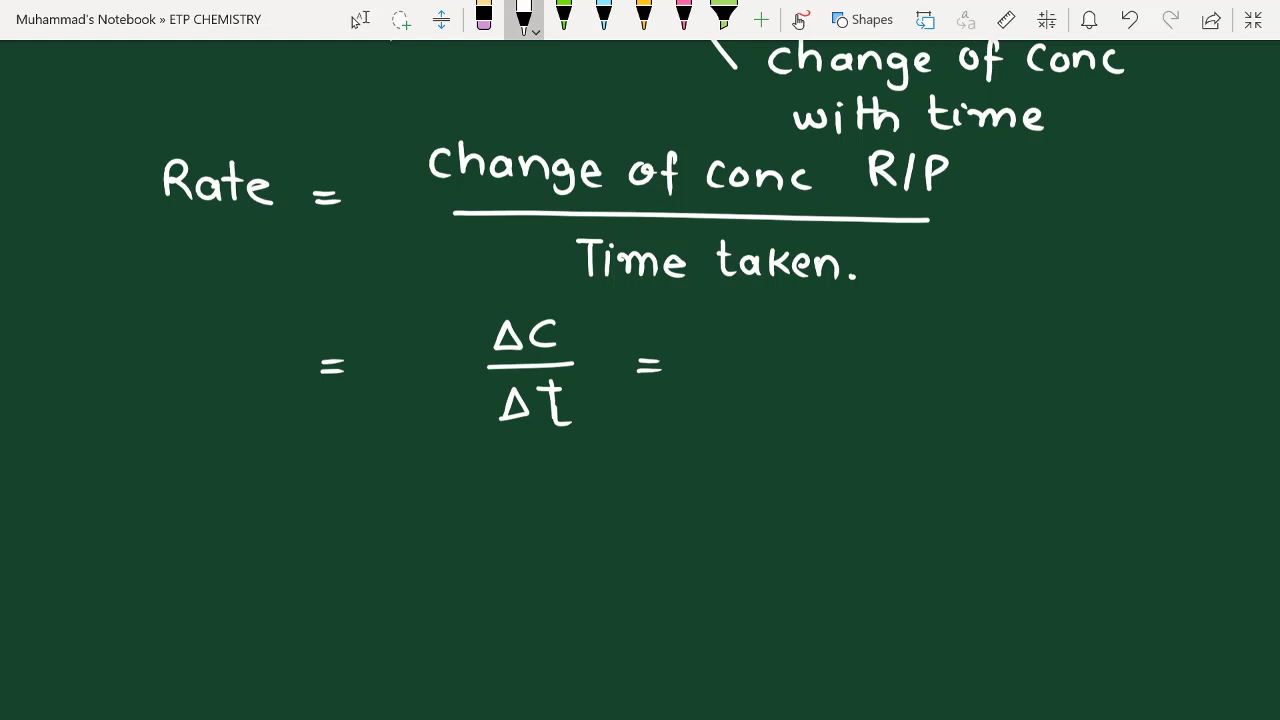 Muhammad's Notebook » ETP CHEMISTRY
Shapes
change of conc
with time
Rate = change of conc R/P
Time taken.
= ΔC =
Δt